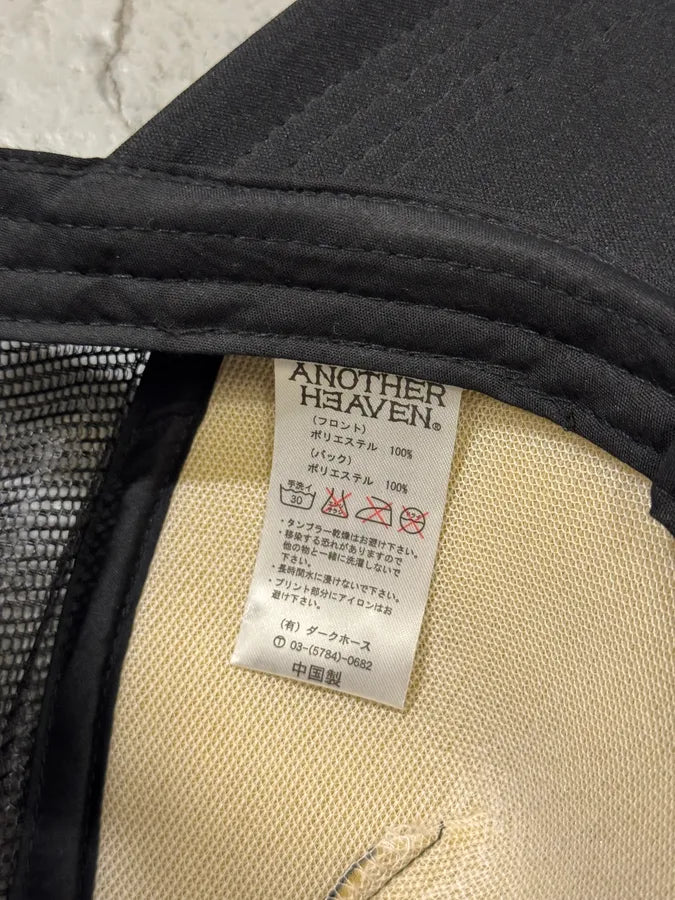 ANOTHER
HEAVEN®
(フロント)
ポリエステル 100%
(バック)
ポリエステル 100%
手洗イ
30
・タンブラー乾燥はお避け下さい。
・移染する恐れがありますので
他の物と一緒に洗濯しないで
下さい。
・長時間水に浸けないで下さい。
・プリント部分にアイロンはお
避け下さい。
(有) ダークホース
Ⓣ 03-(5784)-0682
中国製